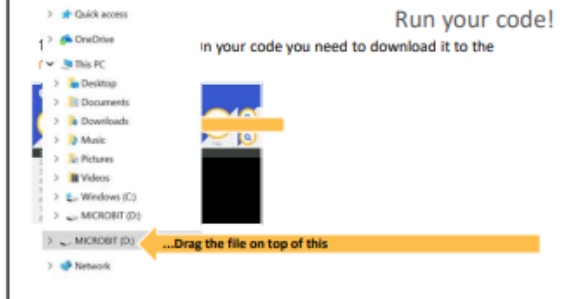 Run your code!
Quick access
OneDrive
un your code you need to download it to the
This PC
Desktop
Documents
Downloads
Music
Pictures
Videos
Windows (C:)
MICROBIT (D:)
MICROBIT (D:)
...Drag the file on top of this
Network